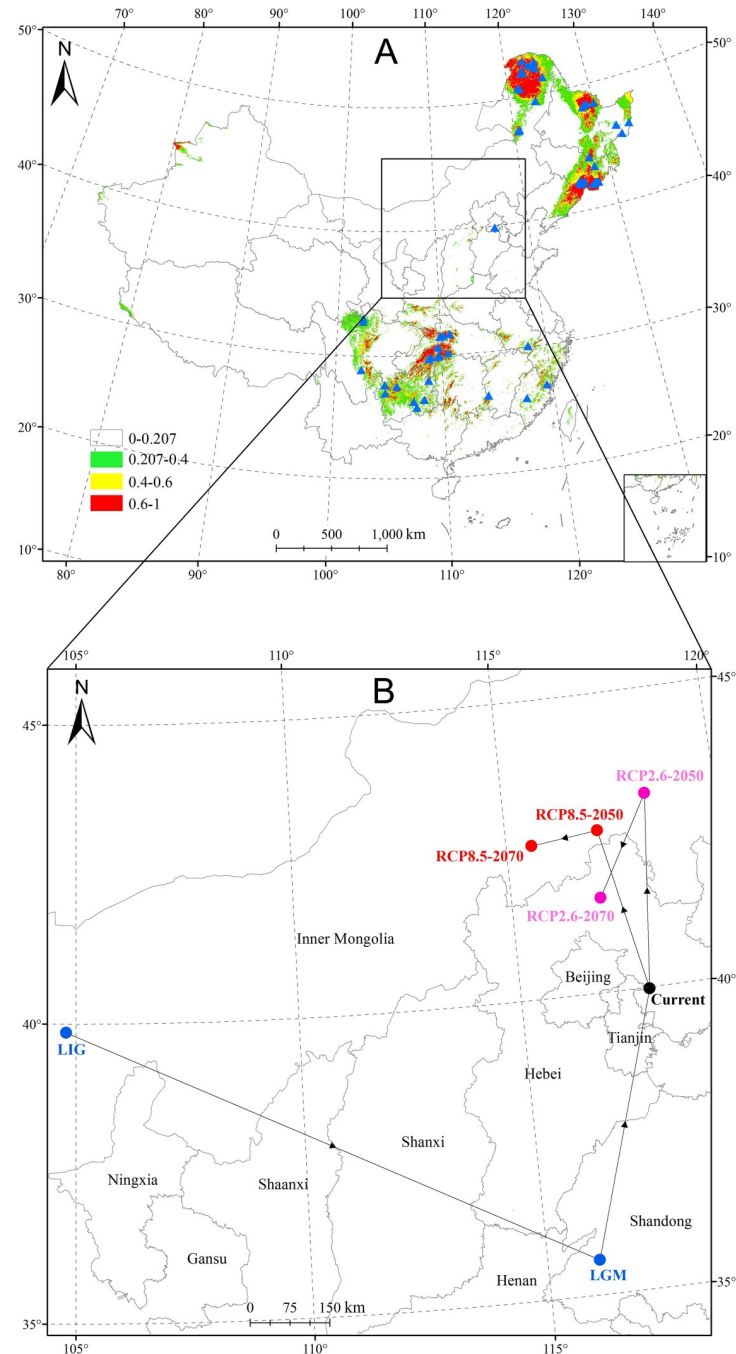 70° 80° 90° 100° 110° 120° 130° 140°
50° 50°
N
A
40° 40°
30° 30°
20° 20°
10° 10°
0-0.207
0.207-0.4
0.4-0.6
0.6-1
0 500 1,000 km
80° 90° 100° 110° 120°
105° 110° 115° 120°
N
B
45° 45°
RCP2.6-2050
RCP8.5-2050
RCP8.5-2070
RCP2.6-2070
Inner Mongolia
Beijing
40°
Current
40°
LIG
Tianjin
Hebei
Shanxi
Ningxia
Shaanxi
Shandong
Gansu
LGM
Henan
35°
0 75 150 km
35°
105° 110° 115°